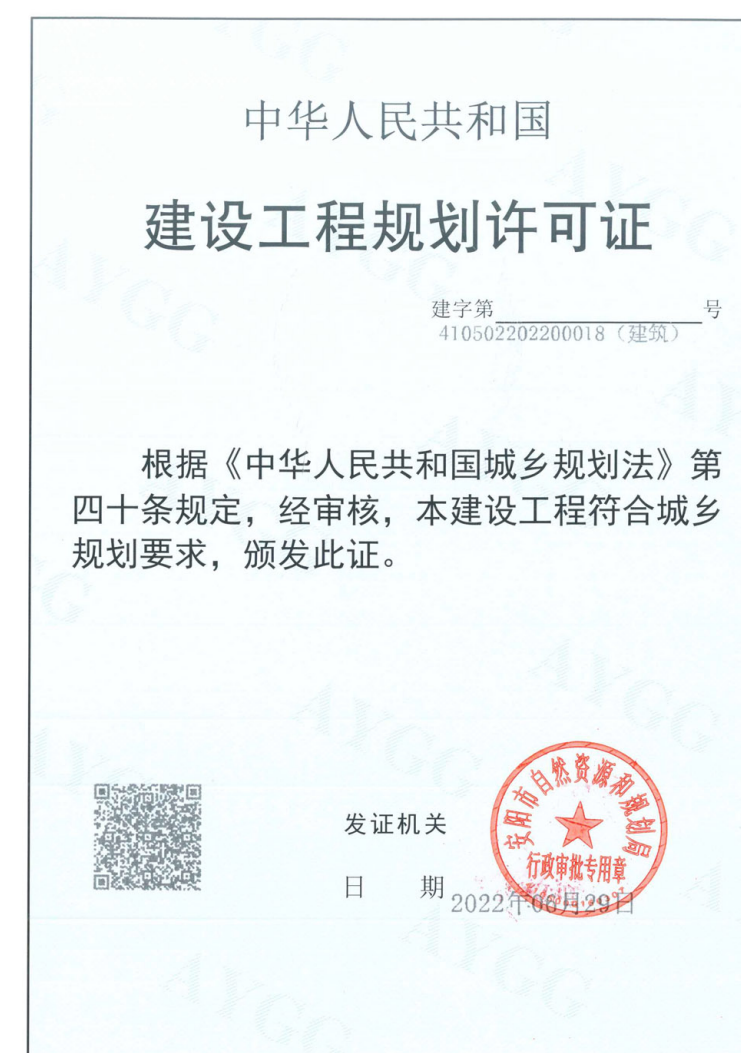 中华人民共和国
建设工程规划许可证
建字第 号
410502202200018（建筑）
根据《中华人民共和国城乡规划法》第
四十条规定，经审核，本建设工程符合城乡
规划要求，颁发此证。
发证机关
安阳市自然资源和规划局
行政审批专用章
日 期
2022年06月29日
AYGG